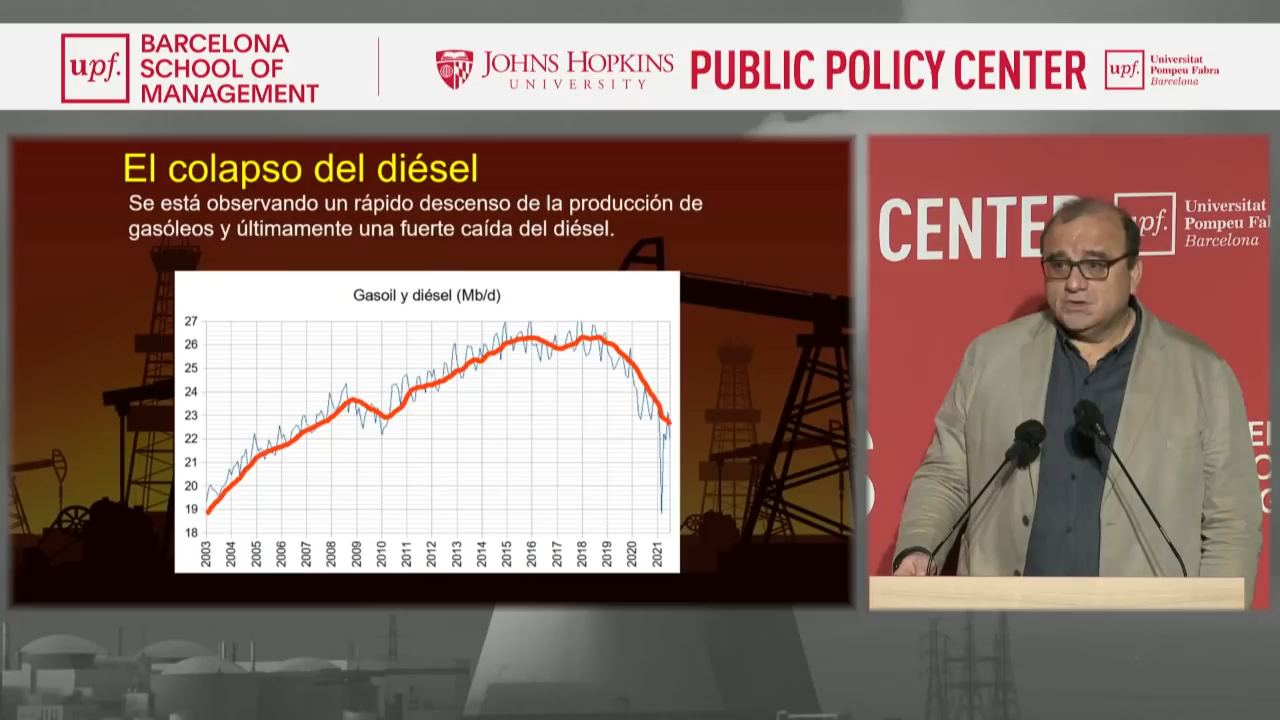 upf.
BARCELONA
SCHOOL OF
MANAGEMENT
JOHNS HOPKINS
UNIVERSITY
PUBLIC POLICY CENTER
upf.
Universitat
Pompeu Fabra
Barcelona
El colapso del diésel
Se está observando un rápido descenso de la producción de
gasóleos y últimamente una fuerte caída del diésel.
Gasoil y diésel (Mb/d)
27
26
25
24
23
22
21
20
19
18
2003
2004
2005
2006
2007
2008
2009
2010
2011
2012
2013
2014
2015
2016
2017
2018
2019
2020
2021
CENTE
pf.
Universitat
Pompeu Fa
Barcelona